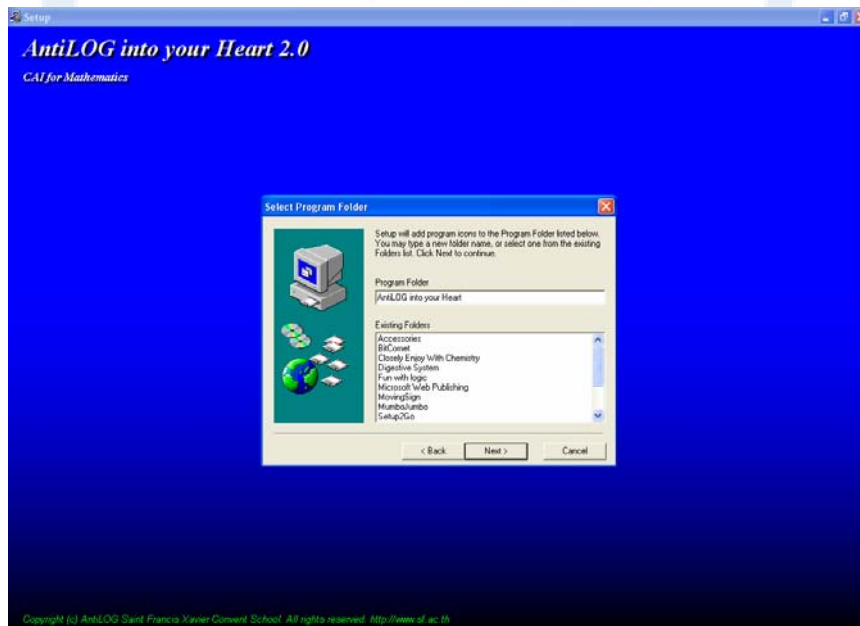 Setup
AntiLOG into your Heart 2.0
CAI for Mathematics
Select Program Folder
Setup will add program icons to the Program Folder listed below.
You may type a new folder name, or select one from the existing
Folders list. Click Next to continue.
Program Folder
AntiLOG into your Heart
Existing Folders
Accessories
BitComet
Closely Enjoy With Chemistry
Digestive System
Fun with logic
Microsoft Web Publishing
MovingSign
MumboJumbo
Setup2Go
< Back Next > Cancel
Copyright (c) AntiLOG Saint Francis Xavier Convent School. All rights reserved. http://www.sf.ac.th